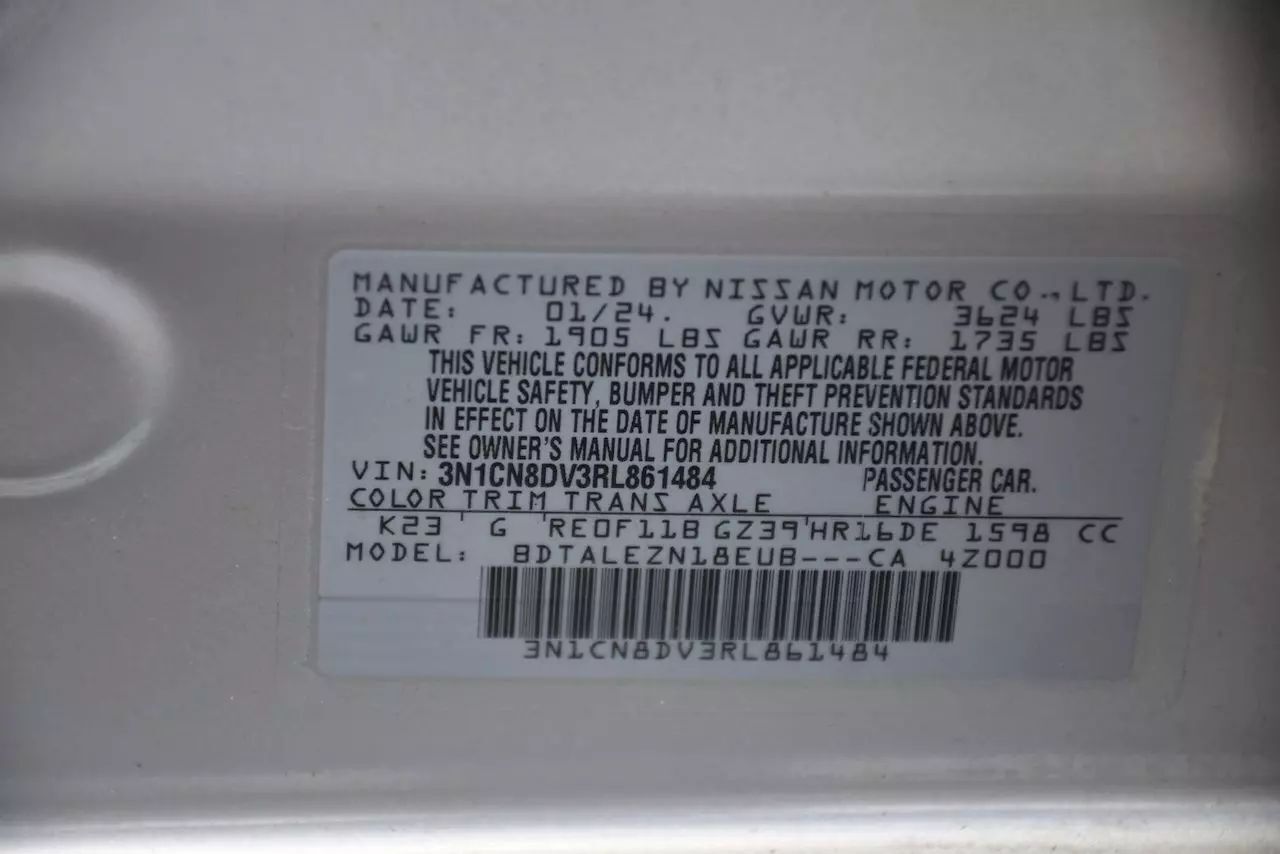 MANUFACTURED BY NISSAN MOTOR CO., LTD.
DATE: 01/24. GVWR: 3624 LBS
GAWR FR: 1905 LBS GAWR RR: 1735 LBS
THIS VEHICLE CONFORMS TO ALL APPLICABLE FEDERAL MOTOR
VEHICLE SAFETY, BUMPER AND THEFT PREVENTION STANDARDS
IN EFFECT ON THE DATE OF MANUFACTURE SHOWN ABOVE.
SEE OWNER'S MANUAL FOR ADDITIONAL INFORMATION.
VIN: 3N1CN8DV3RL861484 PASSENGER CAR.
COLOR TRIM TRANS AXLE ENGINE
K23 ' G 'RE0F11B GZ39'HR16DE 1598 CC
MODEL: BDTALEZN18EUB---CA 4Z000
3N1CN8DV3RL861484